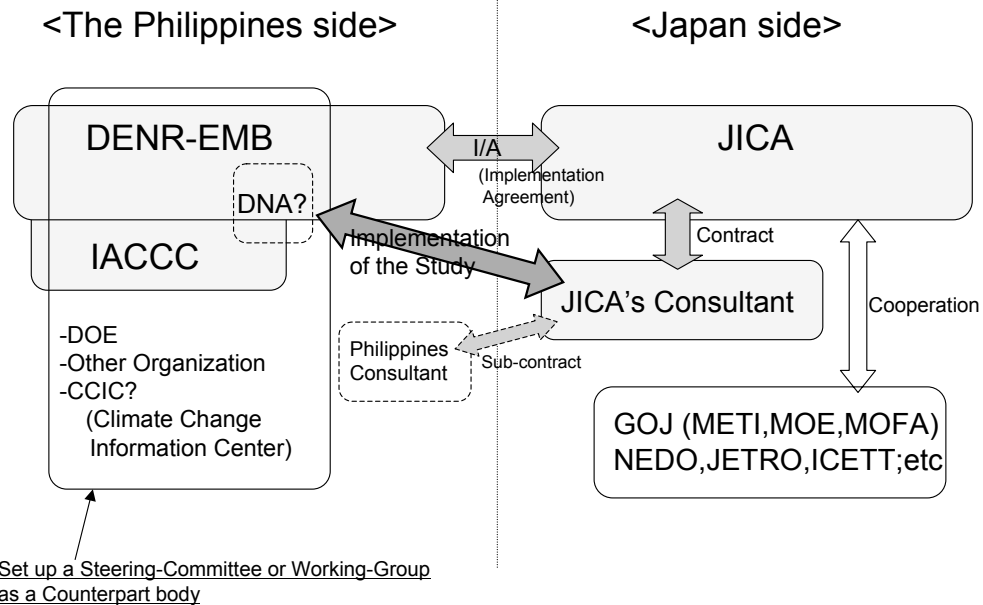 <The Philippines side>
<Japan side>
DENR-EMB
DNA?
IACCC
-DOE
-Other Organization
-CCIC?
(Climate Change
Information Center)
Set up a Steering-Committee or Working-Group
as a Counterpart body
I/A
(Implementation
Agreement)
Implementation
of the Study
Philippines
Consultant
Sub-contract
JICA
Contract
JICA's Consultant
Cooperation
GOJ (METI,MOE,MOFA)
NEDO,JETRO,ICETT;etc